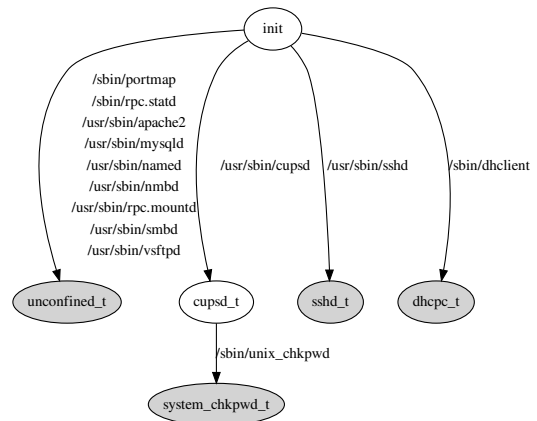 init
/sbin/portmap
/sbin/rpc.statd
/usr/sbin/apache2
/usr/sbin/mysqld
/usr/sbin/named
/usr/sbin/nmbd
/usr/sbin/rpc.mountd
/usr/sbin/smbd
/usr/sbin/vsftpd
/usr/sbin/cupsd
/usr/sbin/sshd
/sbin/dhclient
unconfined_t
cupsd_t
sshd_t
dhcpc_t
/sbin/unix_chkpwd
system_chkpwd_t